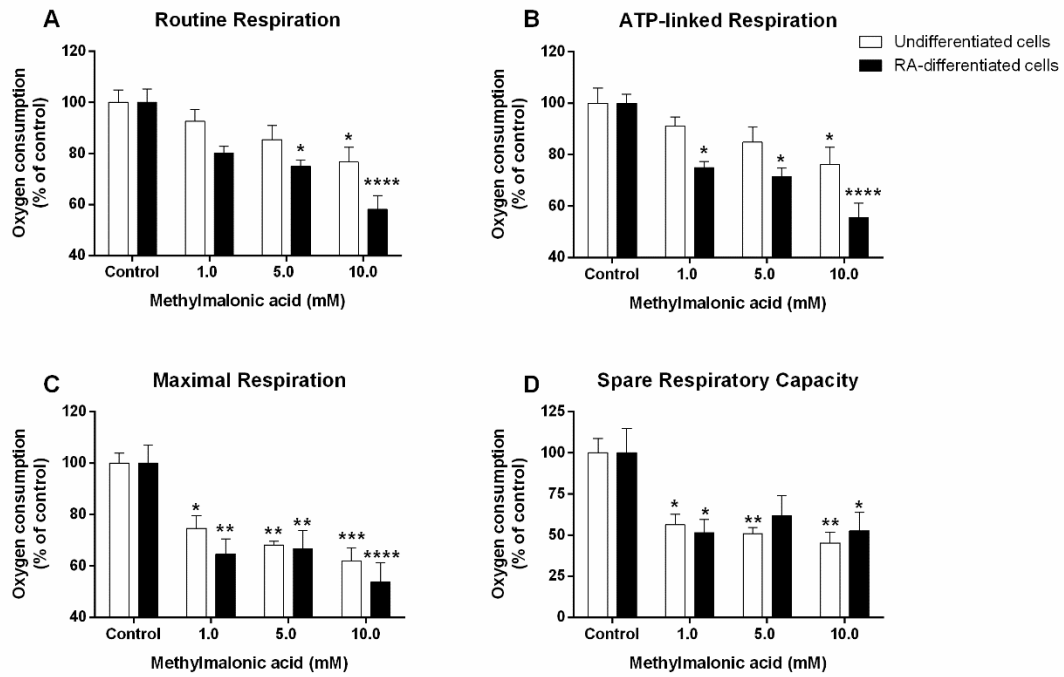 A
Routine Respiration
Oxygen consumption
(% of control)
120
100
80
60
40
*
*
****
Control
1.0
5.0
10.0
Methylmalonic acid (mM)
B
ATP-linked Respiration
Undifferentiated cells
RA-differentiated cells
Oxygen consumption
(% of control)
120
100
80
60
40
*
*
*
****
Control
1.0
5.0
10.0
Methylmalonic acid (mM)
C
Maximal Respiration
Oxygen consumption
(% of control)
120
100
80
60
40
*
**
**
**
***
****
Control
1.0
5.0
10.0
Methylmalonic acid (mM)
D
Spare Respiratory Capacity
Oxygen consumption
(% of control)
125
100
75
50
25
0
*
*
**
**
*
Control
1.0
5.0
10.0
Methylmalonic acid (mM)